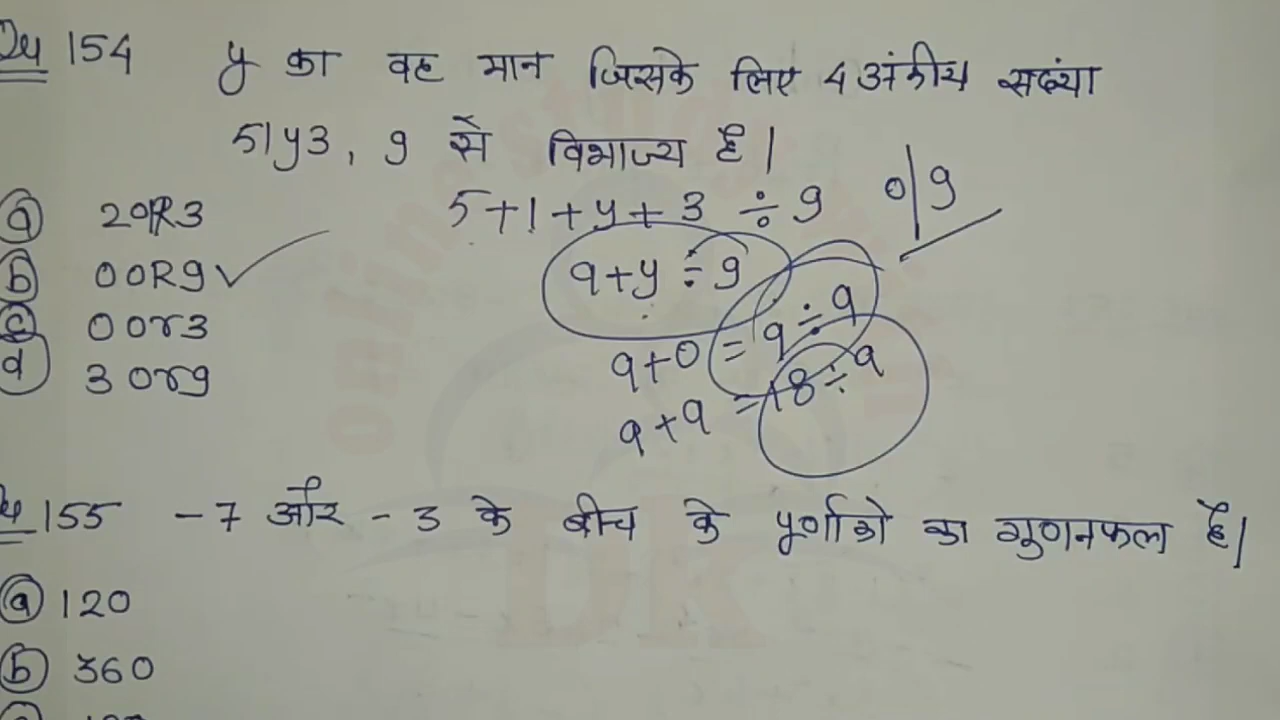 Qu 154 y का वह मान जिसके लिए 4 अंकीय सख्या
51y3, 9 से विभाज्य है।
5+1+y+3 ÷ 9 0/9
(a) 2 OR 3
9+y ÷ 9
(b) 0 OR 9 ✓
9+0 = 9 ÷ 9
(c) 0 or 3
9+9 = 18 ÷ 9
(d) 3 or 9
155 -7 और -3 के बीच के पूर्णाको का गुणनफल है।
(a) 120
(b) 360